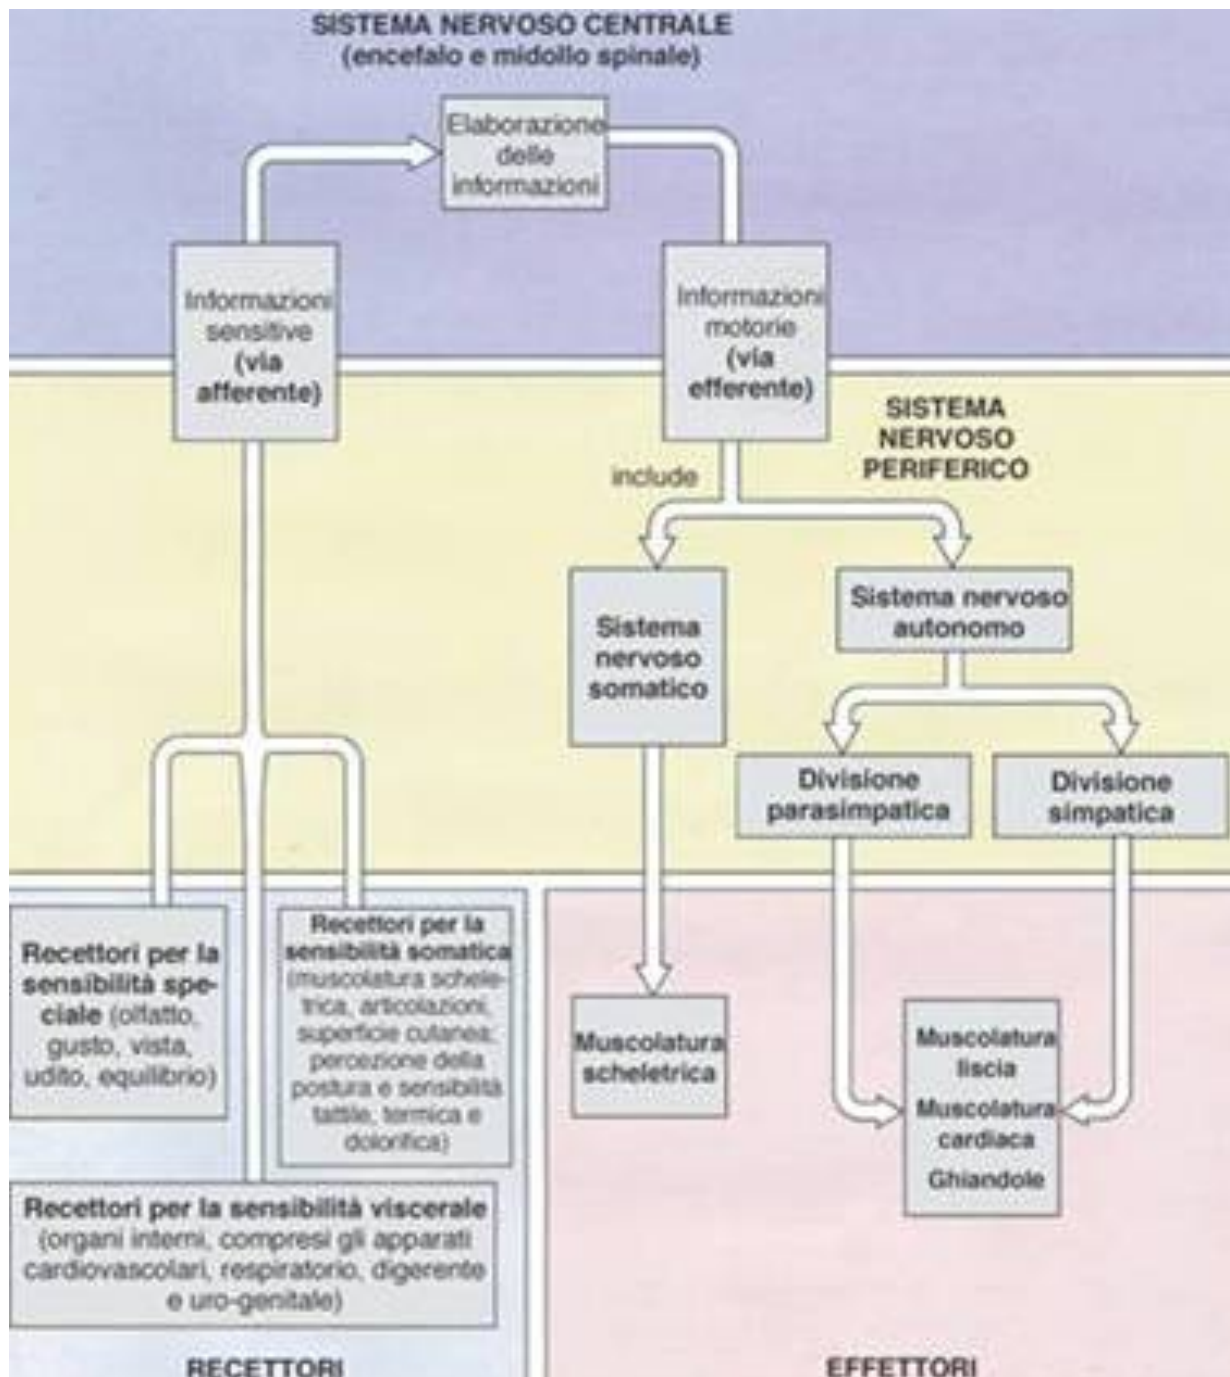 SISTEMA NERVOSO CENTRALE
(encefalo e midollo spinale)
Elaborazione
delle
informazioni
Informazioni
sensitive
(via
afferente)
Informazioni
motorie
(via
efferente)
SISTEMA
NERVOSO
PERIFERICO
include
Sistema
nervoso
somatico
Sistema nervoso
autonomo
Divisione
parasimpatica
Divisione
simpatica
Recettori per la
sensibilità spe-
ciale (olfatto,
gusto, vista,
udito, equilibrio)
Recettori per la
sensibilità somatica
(muscolatura schele-
trica, articolazioni,
superficie cutanea;
percezione della
postura e sensibilità
tattile, termica e
dolorifica)
Recettori per la sensibilità viscerale
(organi interni, compresi gli apparati
cardiovascolari, respiratorio, digerente
e uro-genitale)
RECETTORI
Muscolatura
scheletrica
Muscolatura
liscia
Muscolatura
cardiaca
Ghiandole
EFFETTORI